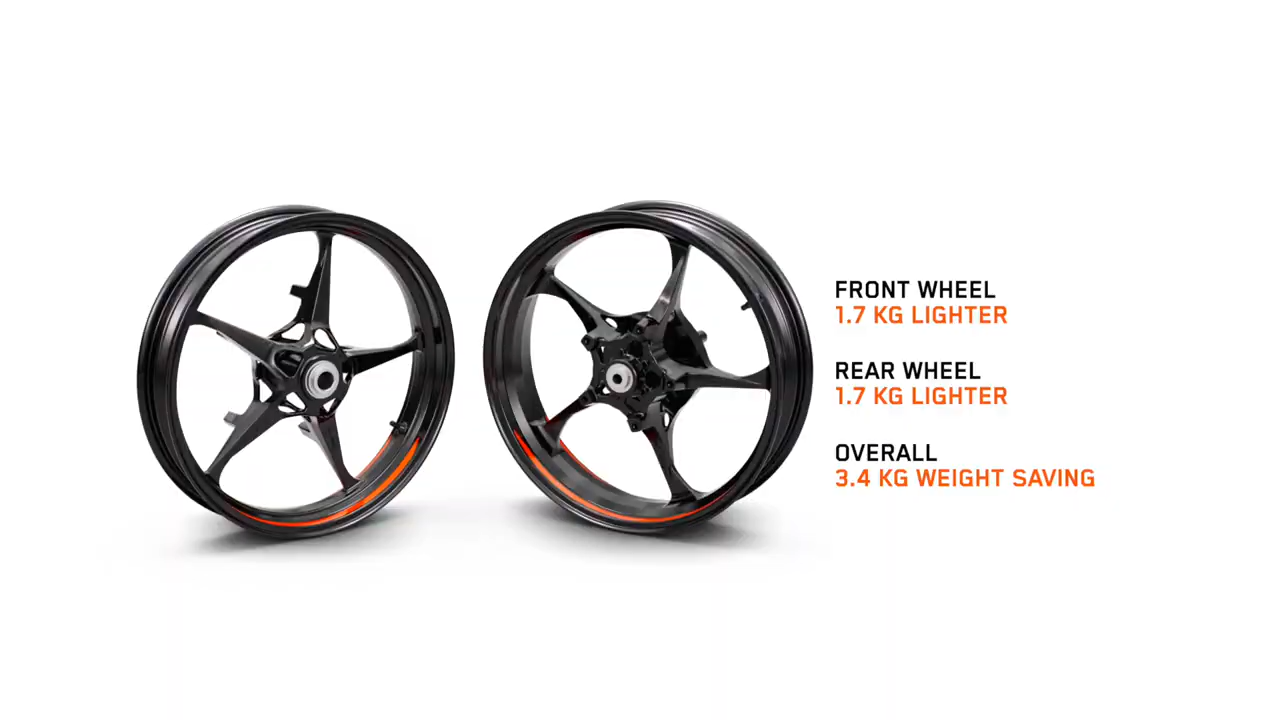 FRONT WHEEL
1.7 KG LIGHTER
REAR WHEEL
1.7 KG LIGHTER
OVERALL
3.4 KG WEIGHT SAVING